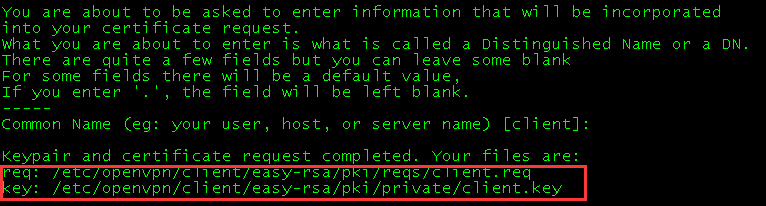 You are about to be asked to enter information that will be incorporated
into your certificate request.
What you are about to enter is what is called a Distinguished Name or a DN.
There are quite a few fields but you can leave some blank
For some fields there will be a default value,
If you enter '.', the field will be left blank.
-----
Common Name (eg: your user, host, or server name) [client]:
Keypair and certificate request completed. Your files are:
req: /etc/openvpn/client/easy-rsa/pki/reqs/client.req
key: /etc/openvpn/client/easy-rsa/pki/private/client.key